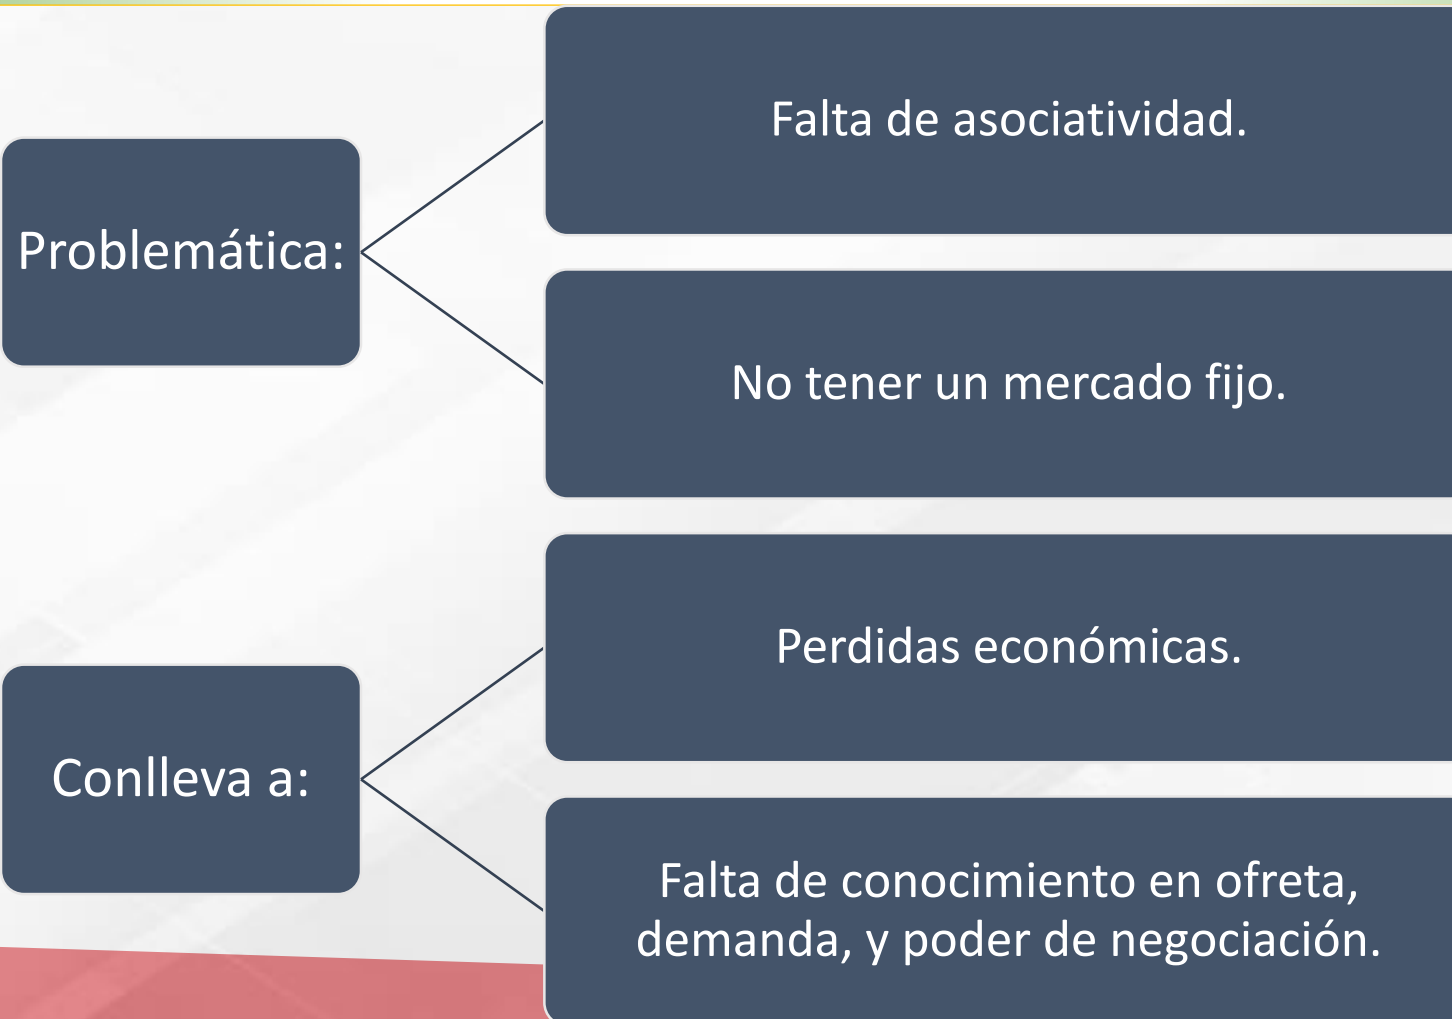 Problemática:
Falta de asociatividad.
No tener un mercado fijo.
Conlleva a:
Perdidas económicas.
Falta de conocimiento en ofreta,
demanda, y poder de negociación.